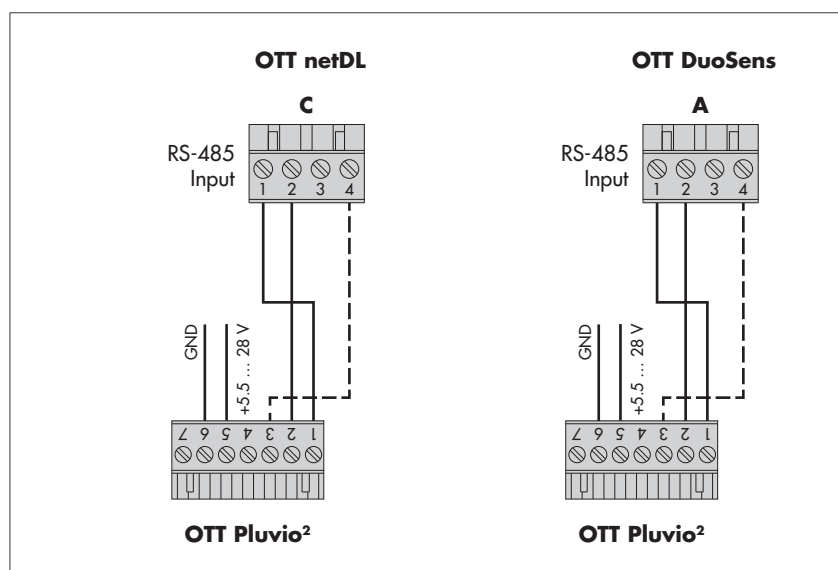 OTT netDL
C
RS-485
Input
1 2 3 4
GND
+5.5 ... 28 V
7 6 5 4 3 2 1
OTT Pluvio²
OTT DuoSens
A
RS-485
Input
1 2 3 4
GND
+5.5 ... 28 V
7 6 5 4 3 2 1
OTT Pluvio²